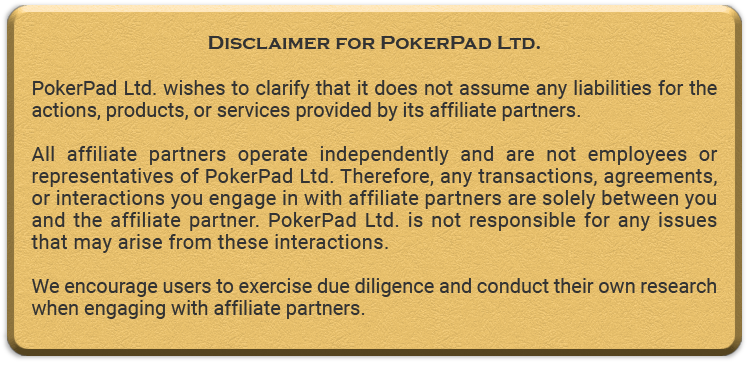 Disclaimer for PokerPad Ltd.
PokerPad Ltd. wishes to clarify that it does not assume any liabilities for the
actions, products, or services provided by its affiliate partners.
All affiliate partners operate independently and are not employees or
representatives of PokerPad Ltd. Therefore, any transactions, agreements,
or interactions you engage in with affiliate partners are solely between you
and the affiliate partner. PokerPad Ltd. is not responsible for any issues
that may arise from these interactions.
We encourage users to exercise due diligence and conduct their own research
when engaging with affiliate partners.